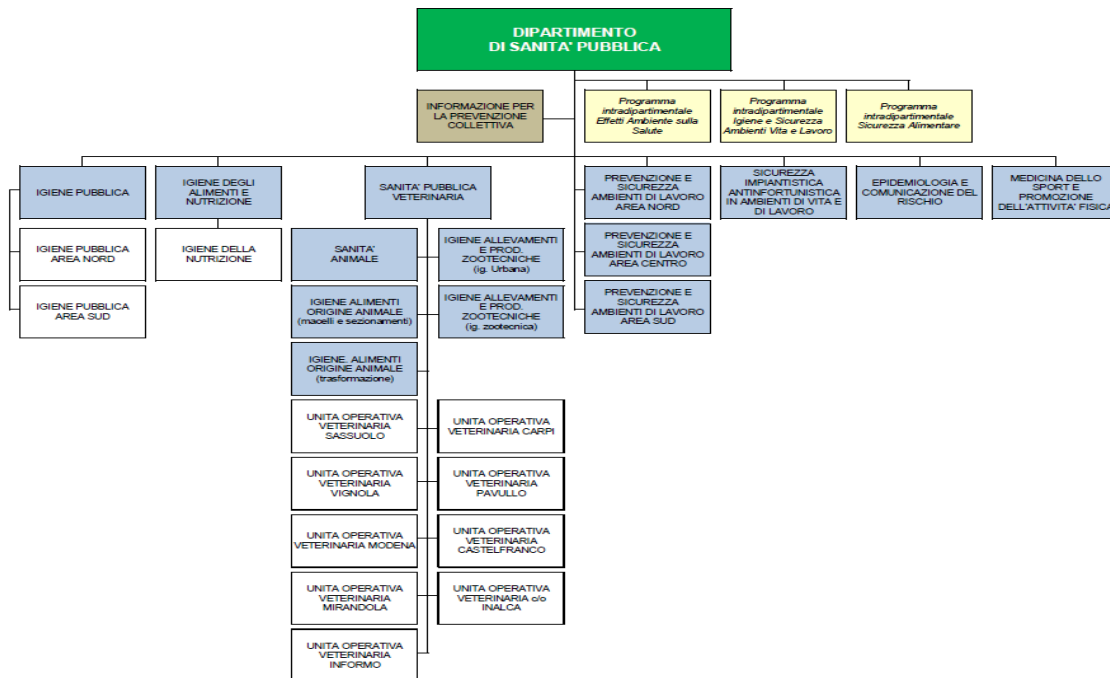 DIPARTIMENTO
DI SANITA' PUBBLICA
INFORMAZIONE PER
LA PREVENZIONE
COLLETTIVA
Programma
intradipartimentale
Effetti Ambiente sulla
Salute
Programma
intradipartimentale
Igiene e Sicurezza
Ambienti Vita e Lavoro
Programma
intradipartimentale
Sicurezza Alimentare
IGIENE PUBBLICA
IGIENE DEGLI
ALIMENTI E
NUTRIZIONE
SANITA' PUBBLICA
VETERINARIA
PREVENZIONE E
SICUREZZA
AMBIENTI DI LAVORO
AREA NORD
SICUREZZA
IMPIANTISTICA
ANTINFORTUNISTICA
IN AMBIENTI DI VITA E
DI LAVORO
EPIDEMIOLOGIA E
COMUNICAZIONE DEL
RISCHIO
MEDICINA DELLO
SPORT E
PROMOZIONE
DELL'ATTIVITA' FISICA
IGIENE PUBBLICA
AREA NORD
IGIENE DELLA
NUTRIZIONE
SANITA'
ANIMALE
IGIENE ALLEVAMENTI
E PROD.
ZOOTECNICHE
(ig. Urbana)
PREVENZIONE E
SICUREZZA
AMBIENTI DI LAVORO
AREA CENTRO
IGIENE PUBBLICA
AREA SUD
IGIENE ALIMENTI
ORIGINE ANIMALE
(macelli e sezionamenti)
IGIENE ALLEVAMENTI
E PROD.
ZOOTECNICHE
(ig. zootecnica)
PREVENZIONE E
SICUREZZA
AMBIENTI DI LAVORO
AREA SUD
IGIENE. ALIMENTI
ORIGINE ANIMALE
(trasformazione)
UNITA OPERATIVA
VETERINARIA
SASSUOLO
UNITA OPERATIVA
VETERINARIA CARPI
UNITA OPERATIVA
VETERINARIA
VIGNOLA
UNITA OPERATIVA
VETERINARIA
PAVULLO
UNITA OPERATIVA
VETERINARIA MODENA
UNITA OPERATIVA
VETERINARIA
CASTELFRANCO
UNITA OPERATIVA
VETERINARIA
MIRANDOLA
UNITA OPERATIVA
VETERINARIA c/o
INALCA
UNITA OPERATIVA
VETERINARIA
INFORMO